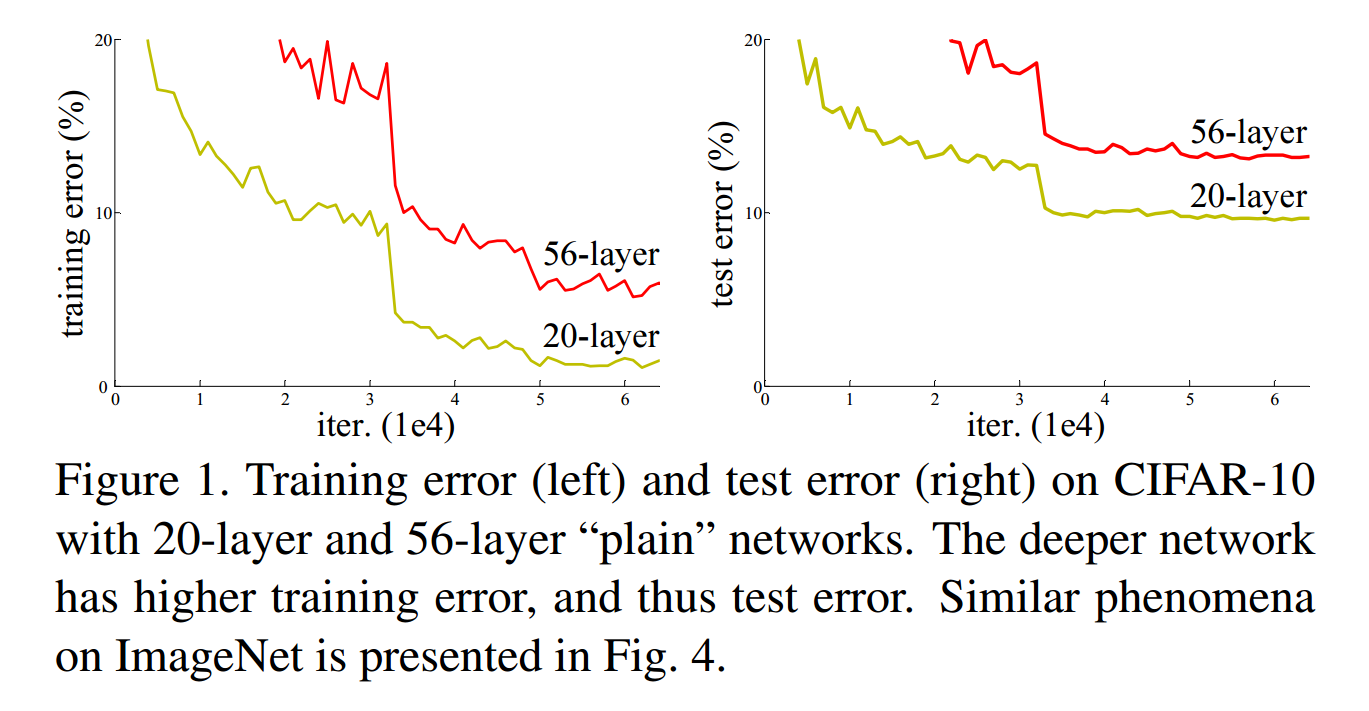 20
10
0
training error (%)
56-layer
20-layer
0 1 2 3 4 5 6
iter. (1e4)
20
10
0
test error (%)
56-layer
20-layer
0 1 2 3 4 5 6
iter. (1e4)
Figure 1. Training error (left) and test error (right) on CIFAR-10
with 20-layer and 56-layer “plain” networks. The deeper network
has higher training error, and thus test error. Similar phenomena
on ImageNet is presented in Fig. 4.